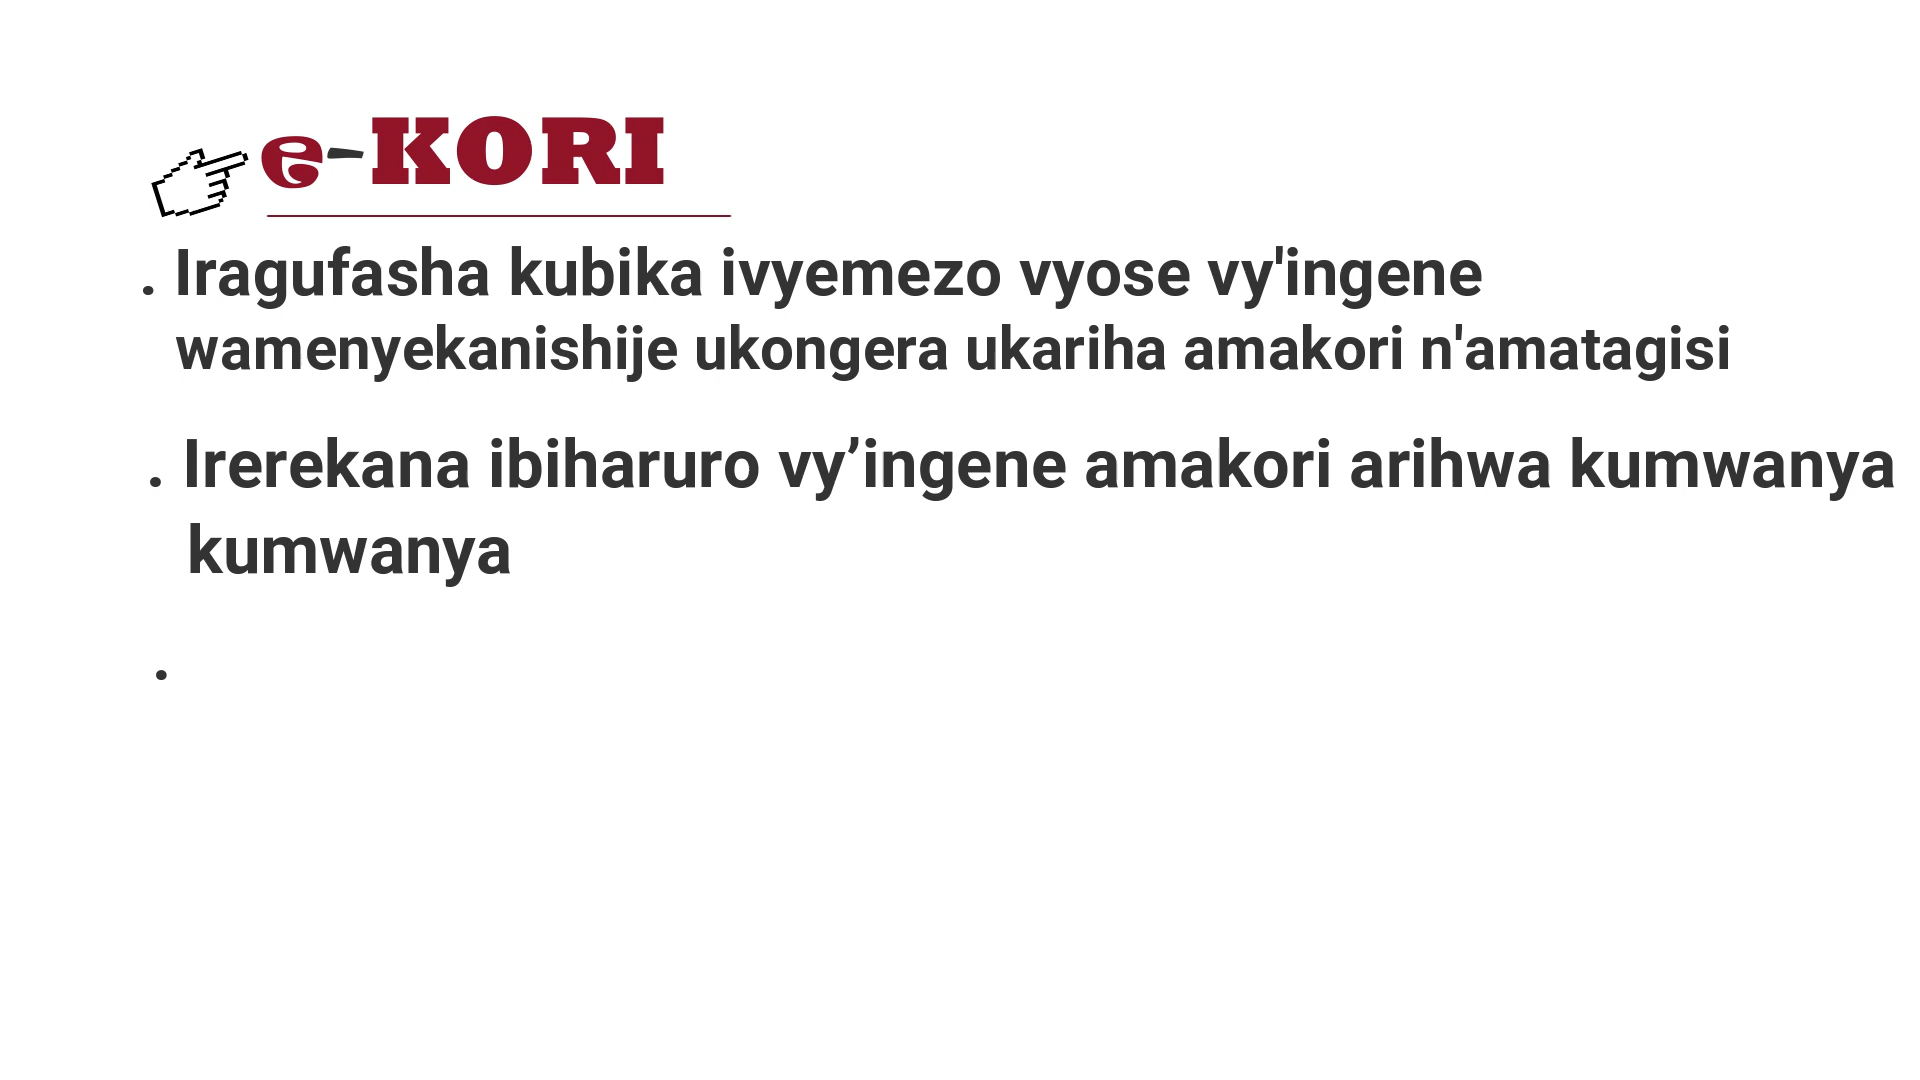 e-KORI
. Iragufasha kubika ivyemezo vyose vy'ingene
wamenyekanishije ukongera ukariha amakori n'amatagisi
. Irerekana ibiharuro vy’ingene amakori arihwa kumwanya
kumwanya
.